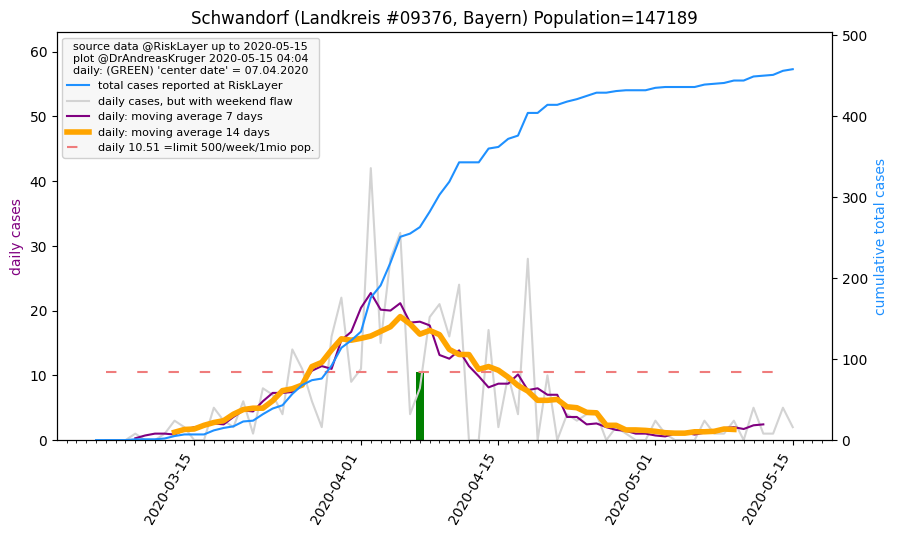 Schwandorf (Landkreis #09376, Bayern) Population=147189
source data @RiskLayer up to 2020-05-15
plot @DrAndreasKruger 2020-05-15 04:04
daily: (GREEN) 'center date' = 07.04.2020
total cases reported at RiskLayer
daily cases, but with weekend flaw
daily: moving average 7 days
daily: moving average 14 days
daily 10.51 =limit 500/week/1mio pop.
daily cases
60
50
40
30
20
10
0
cumulative total cases
500
400
300
200
100
0
2020-03-15
2020-04-01
2020-04-15
2020-05-01
2020-05-15